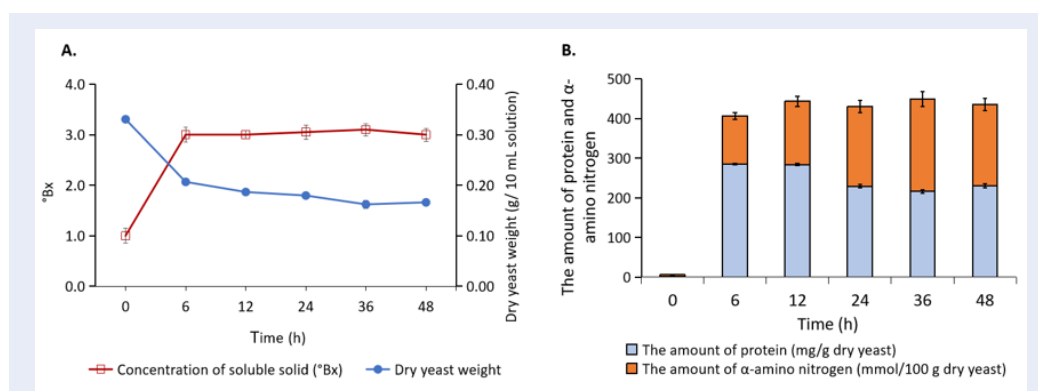 A.
4.0
3.0
2.0
1.0
0.0
°Bx
0.40
0.30
0.20
0.10
0.00
Dry yeast weight (g/ 10 mL solution)
0 6 12 24 36 48
Time (h)
Concentration of soluble solid (°Bx) Dry yeast weight
B.
500
400
300
200
100
0
The amount of protein and α-
amino nitrogen
0 6 12 24 36 48
Time (h)
The amount of protein (mg/g dry yeast)
The amount of α-amino nitrogen (mmol/100 g dry yeast)